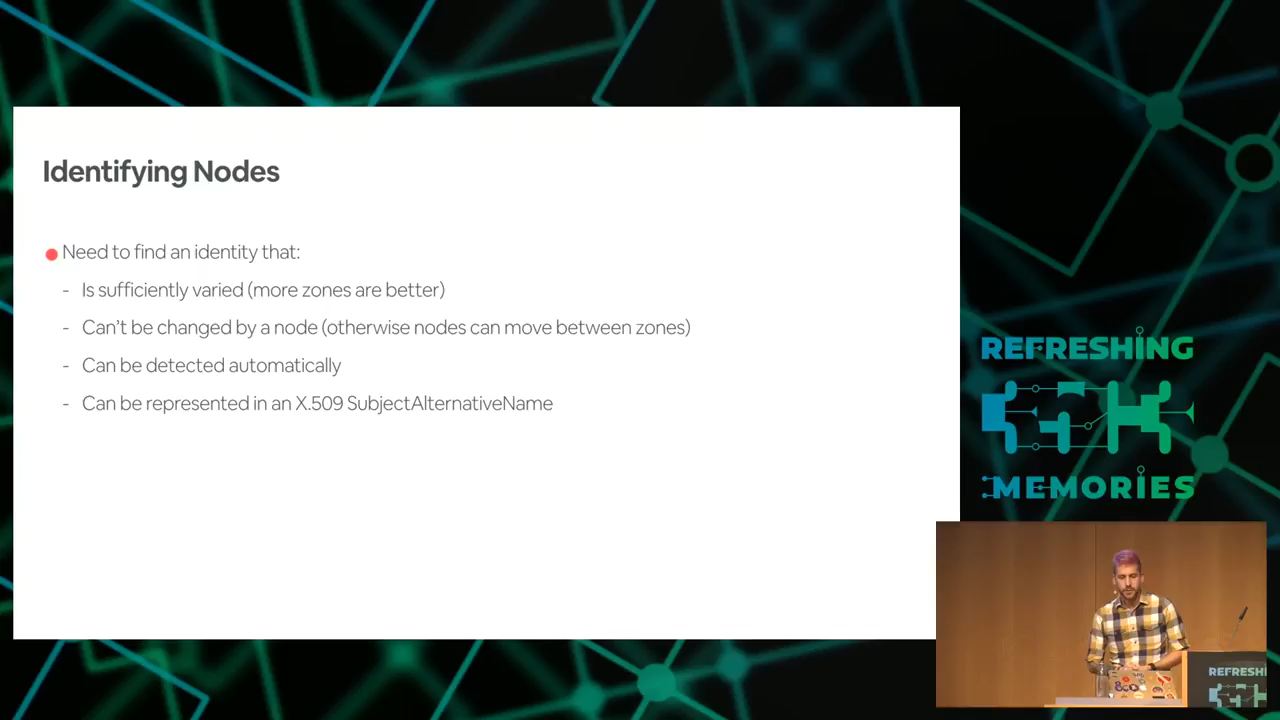 Identifying Nodes
Need to find an identity that:
- Is sufficiently varied (more zones are better)
- Can't be changed by a node (otherwise nodes can move between zones)
- Can be detected automatically
- Can be represented in an X.509 SubjectAlternativeName
REFRESHING
MEMORIES
REFRESHI